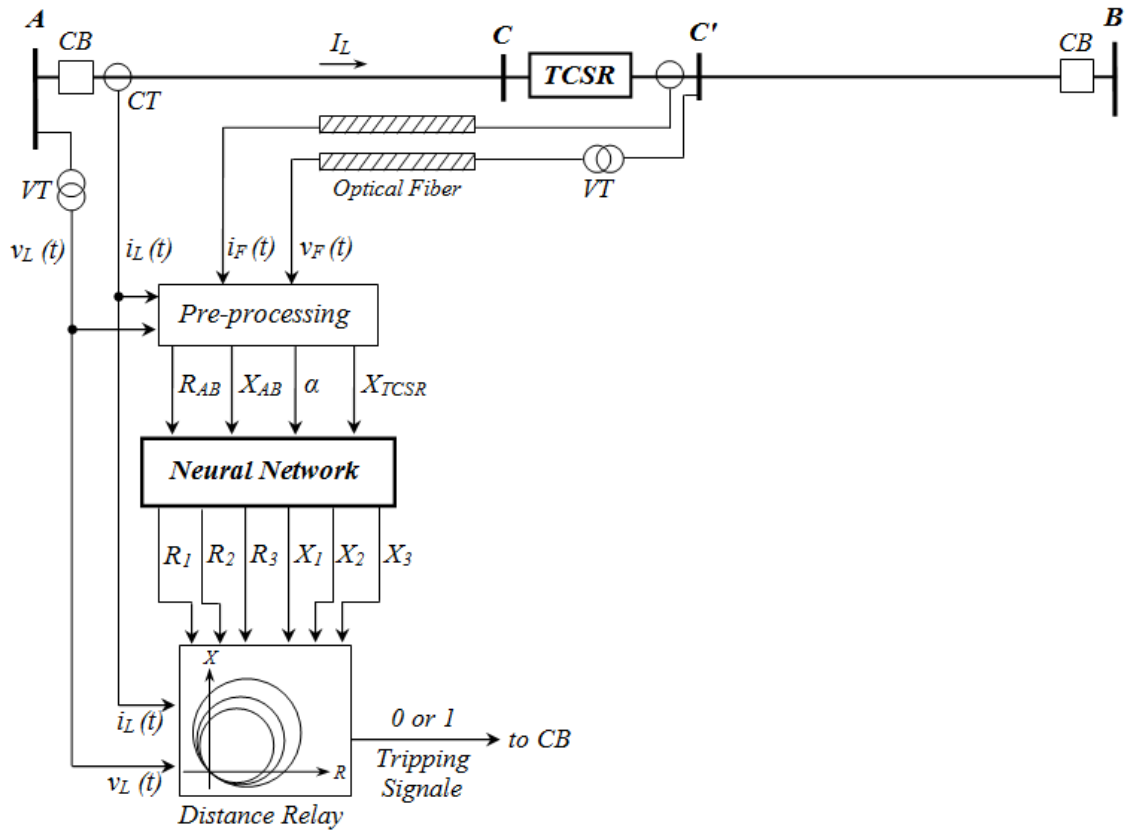 A
CB
I_L
C
TCSR
C'
B
CB
CT
VT
Optical Fiber
VT
v_L (t)
i_L (t)
i_F (t)
v_F (t)
Pre-processing
R_AB
X_AB
α
X_TCSR
Neural Network
R_1
R_2
R_3
X_1
X_2
X_3
X
R
i_L (t)
v_L (t)
0 or 1
Tripping
Signale
to CB
Distance Relay